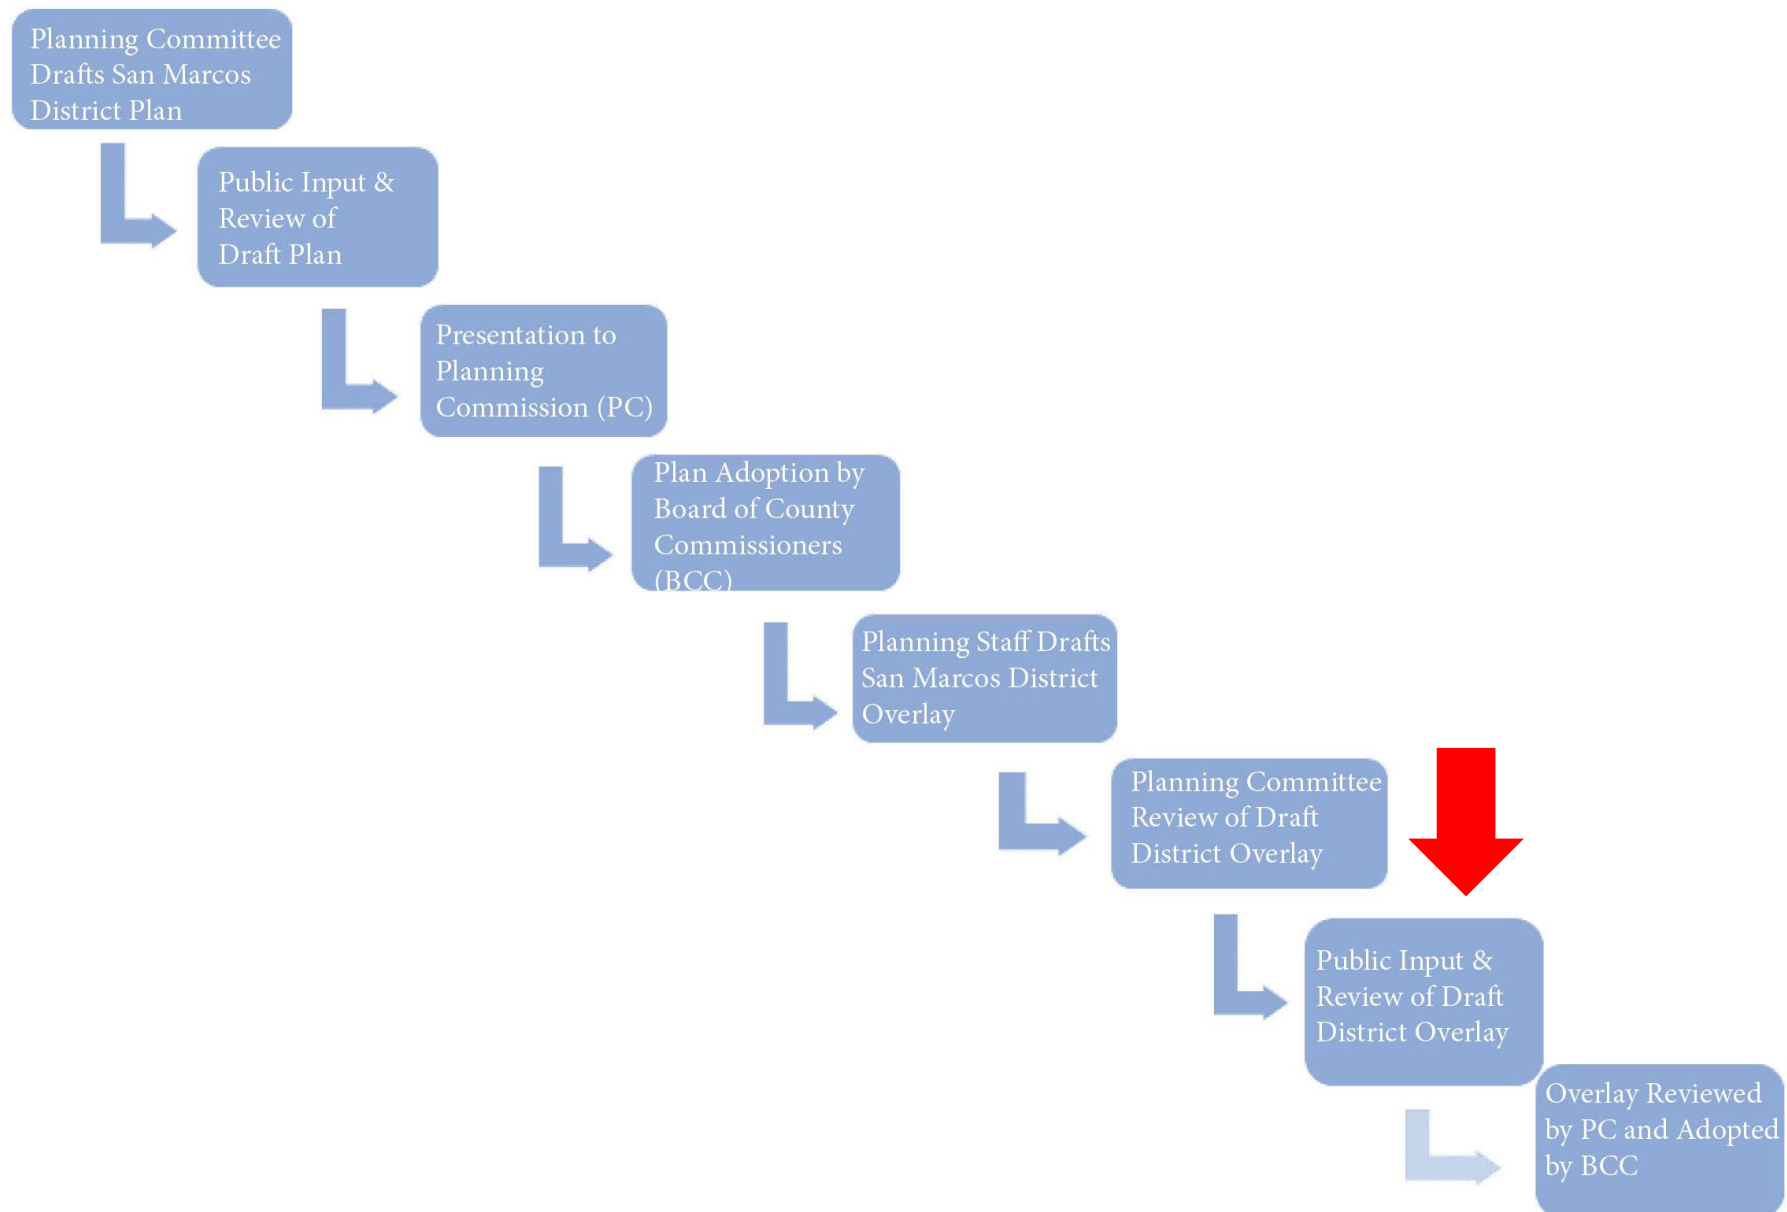 Planning Committee
Drafts San Marcos
District Plan
Public Input &
Review of
Draft Plan
Presentation to
Planning
Commission (PC)
Plan Adoption by
Board of County
Commissioners
(BCC)
Planning Staff Drafts
San Marcos District
Overlay
Planning Committee
Review of Draft
District Overlay
Public Input &
Review of Draft
District Overlay
Overlay Reviewed
by PC and Adopted
by BCC